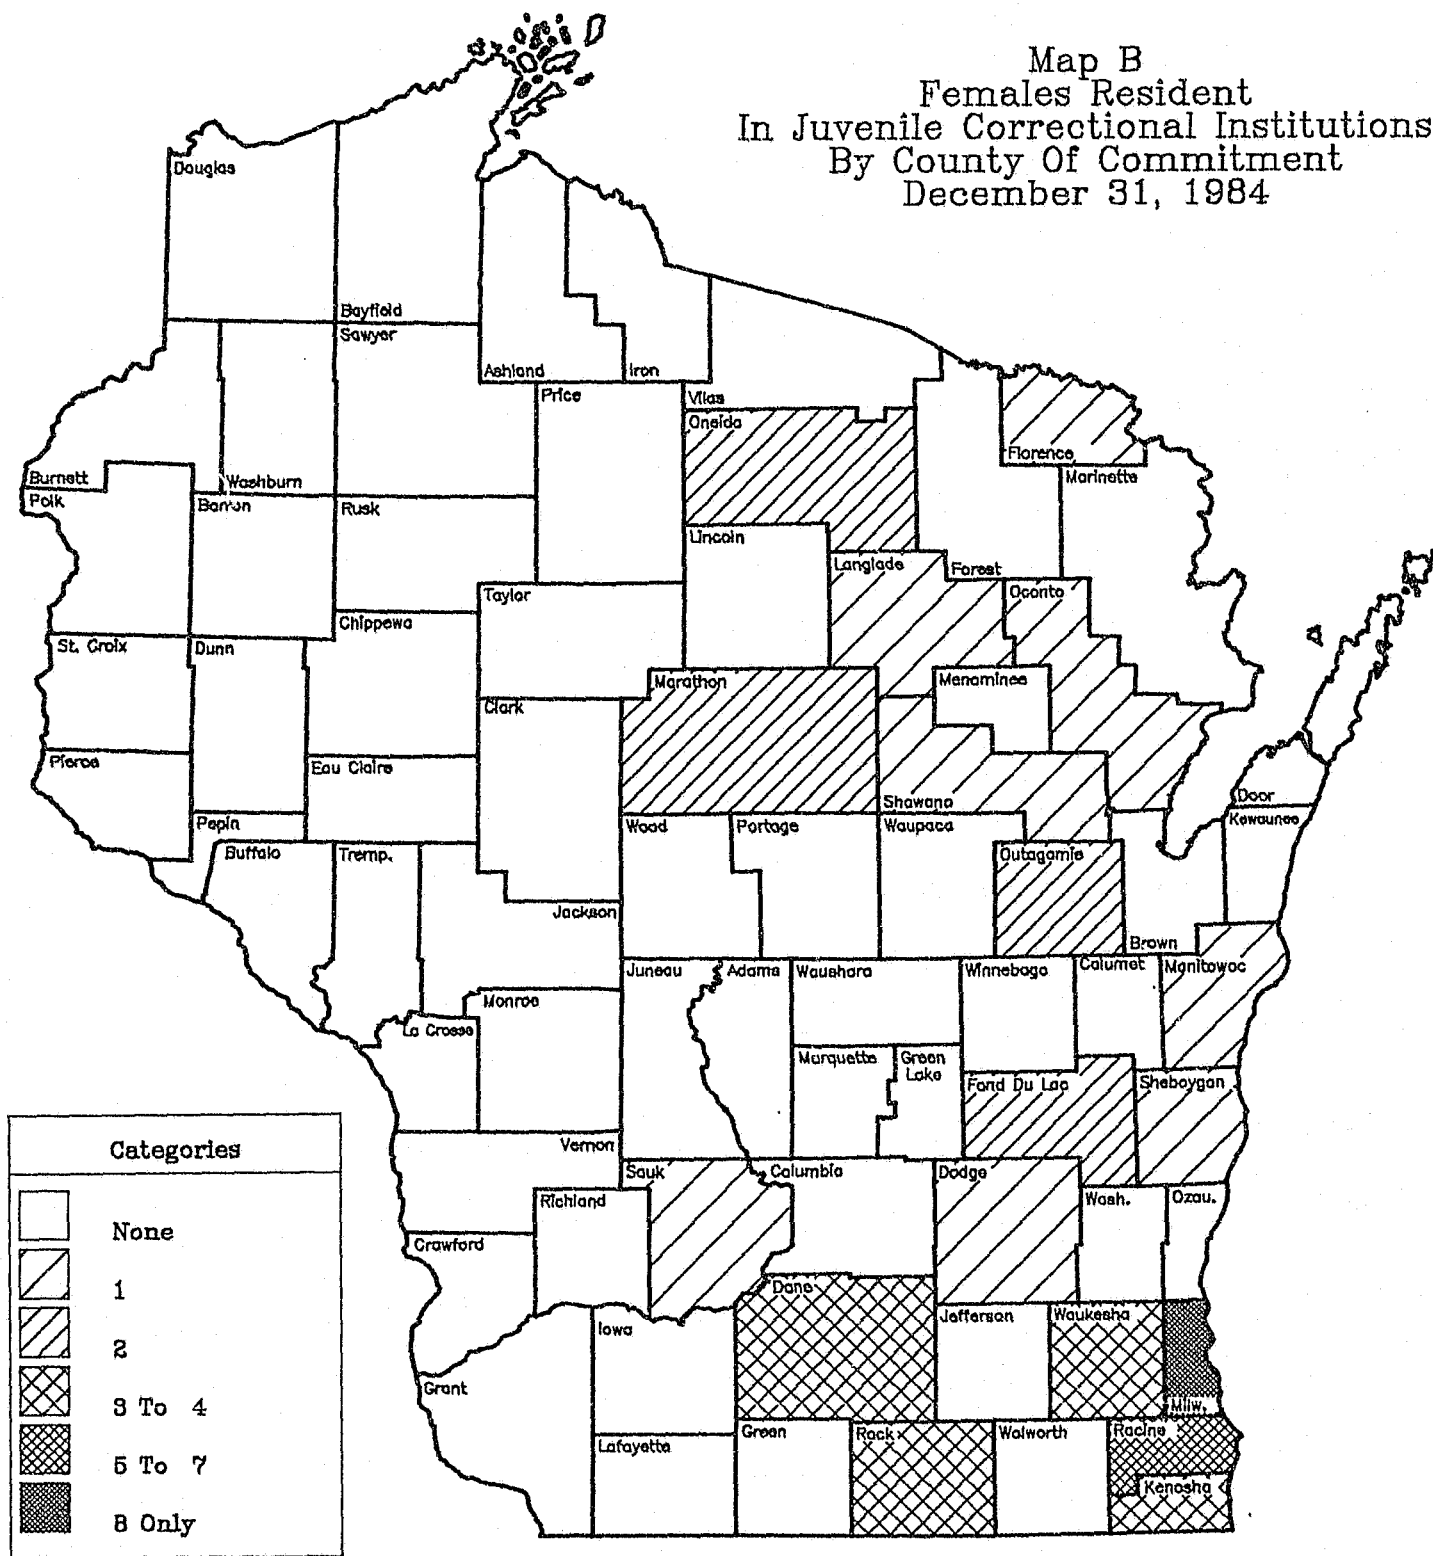 Map B
Females Resident
In Juvenile Correctional Institutions
By County Of Commitment
December 31, 1984
Douglas
Bayfield
Sawyer
Ashland
Iron
Price
Vilas
Oneida
Florence
Marinette
Burnett
Washburn
Polk
Barron
Rusk
Lincoln
Langlade
Forest
Oconto
Taylor
Chippewa
St. Croix
Dunn
Marathon
Menominee
Clark
Pierce
Eau Claire
Shawano
Door
Pepin
Wood
Portage
Waupaca
Kewaunee
Buffalo
Tremp.
Outagamie
Jackson
Brown
Juneau
Adams
Waushara
Winnebago
Calumet
Manitowoc
Monroe
La Crosse
Marquette
Green
Lake
Fond Du Lac
Sheboygan
Vernon
Sauk
Columbia
Dodge
Richland
Wash.
Ozau.
Crawford
Dane
Iowa
Jefferson
Waukesha
Grant
Milw.
Lafayette
Green
Rock
Walworth
Racine
Kenosha
Categories
None
1
2
3 To 4
5 To 7
8 Only